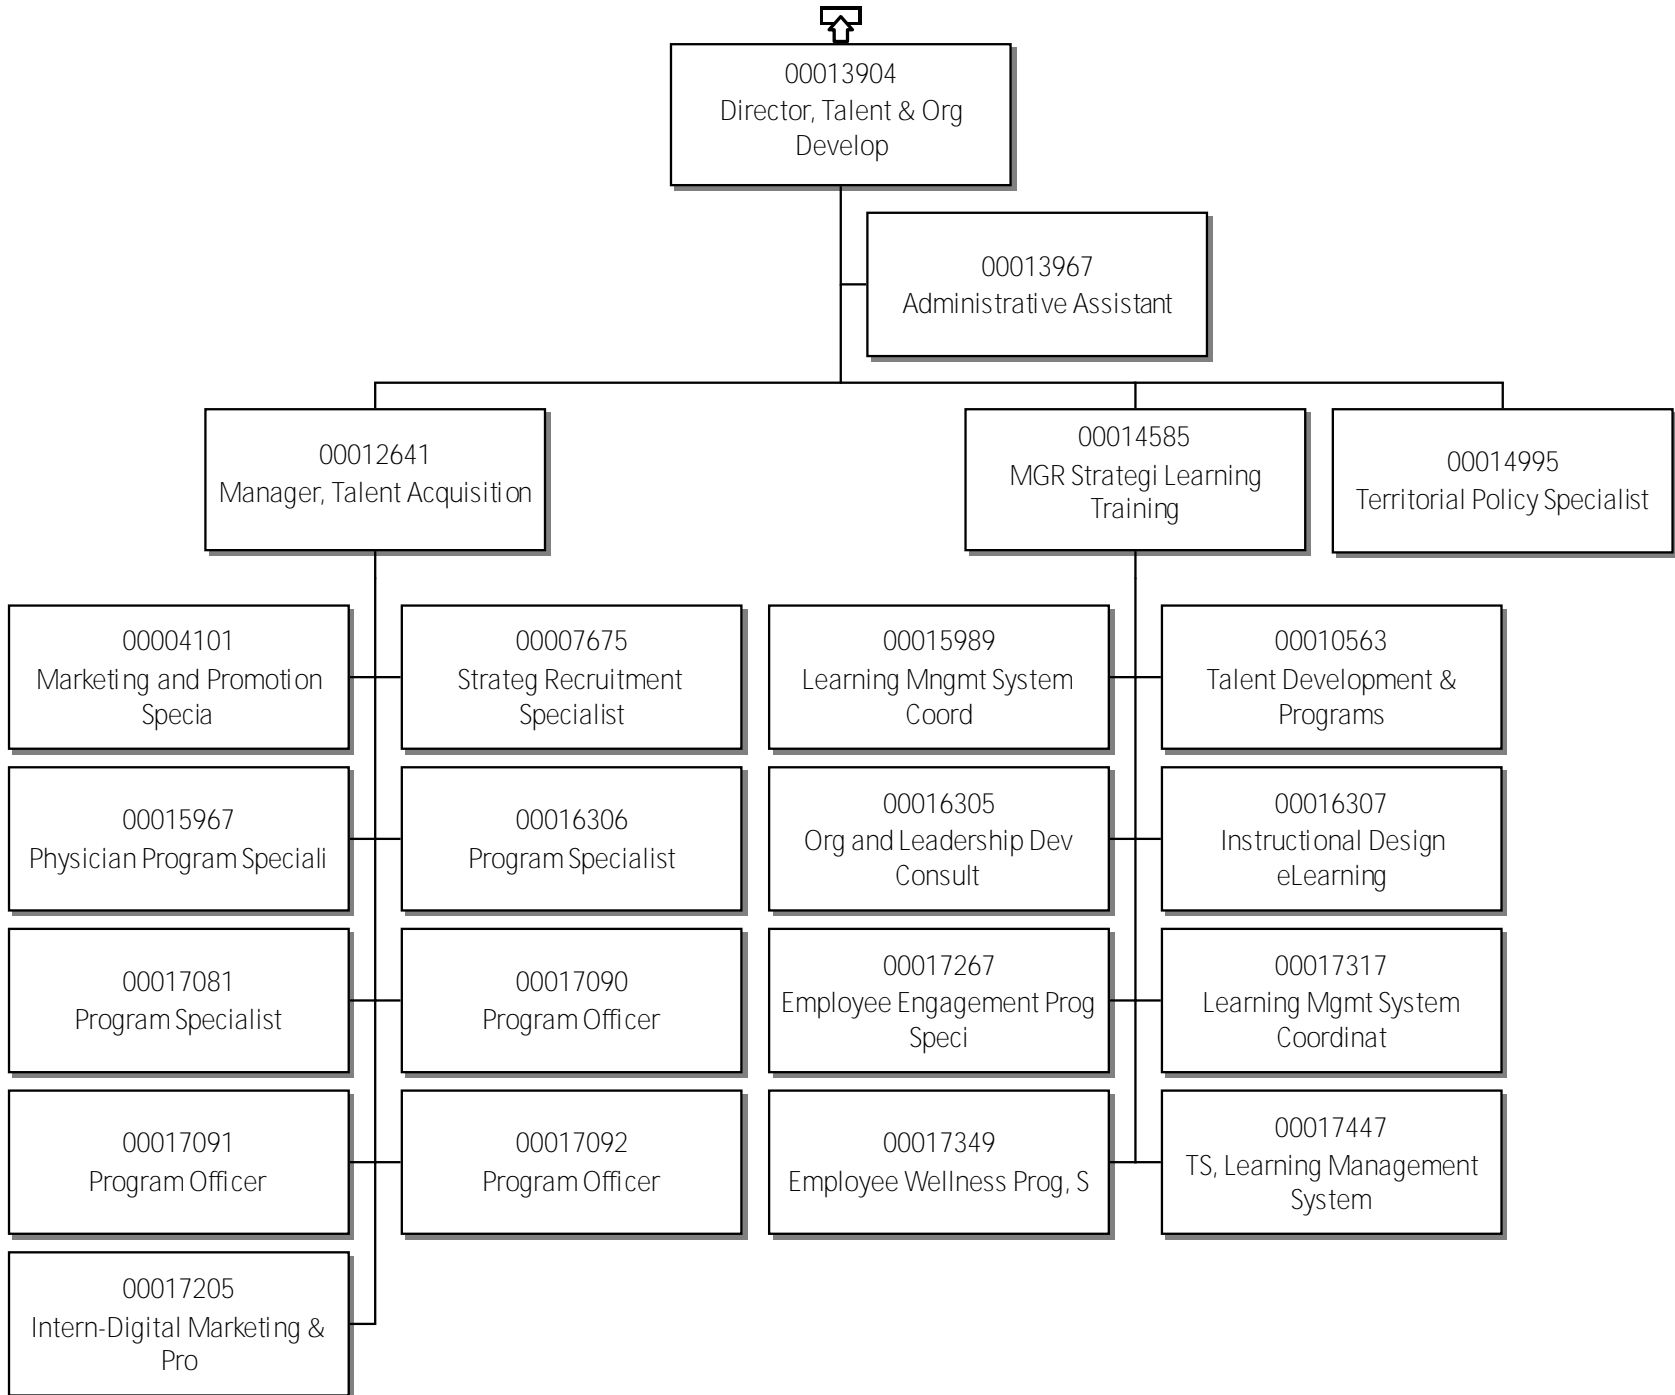 00013904
Director, Talent & Org
Develop
00013967
Administrative Assistant
00012641
Manager, Talent Acquisition
00014585
MGR Strategi Learning
Training
00014995
Territorial Policy Specialist
00004101
Marketing and Promotion
Specia
00007675
Strateg Recruitment
Specialist
00015989
Learning Mngmt System
Coord
00010563
Talent Development &
Programs
00015967
Physician Program Speciali
00016306
Program Specialist
00016305
Org and Leadership Dev
Consult
00016307
Instructional Design
eLearning
00017081
Program Specialist
00017090
Program Officer
00017267
Employee Engagement Prog
Speci
00017317
Learning Mgmt System
Coordinat
00017091
Program Officer
00017092
Program Officer
00017349
Employee Wellness Prog, S
00017447
TS, Learning Management
System
00017205
Intern-Digital Marketing &
Pro